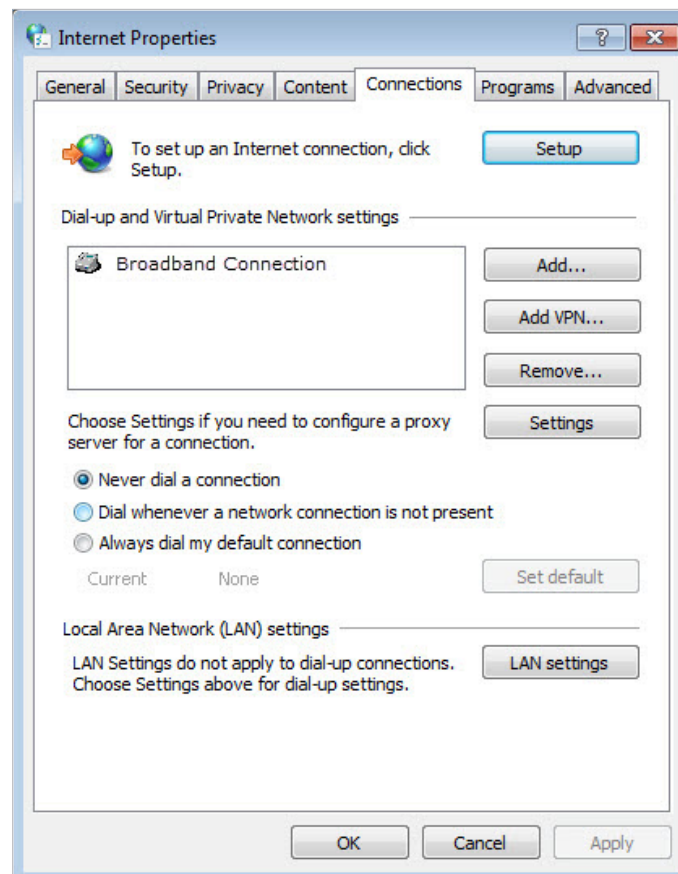 Internet Properties
General Security Privacy Content Connections Programs Advanced
To set up an Internet connection, click
Setup.
Setup
Dial-up and Virtual Private Network settings
Broadband Connection
Add...
Add VPN...
Remove...
Choose Settings if you need to configure a proxy
server for a connection.
Settings
Never dial a connection
Dial whenever a network connection is not present
Always dial my default connection
Current None
Set default
Local Area Network (LAN) settings
LAN Settings do not apply to dial-up connections.
Choose Settings above for dial-up settings.
LAN settings
OK Cancel Apply